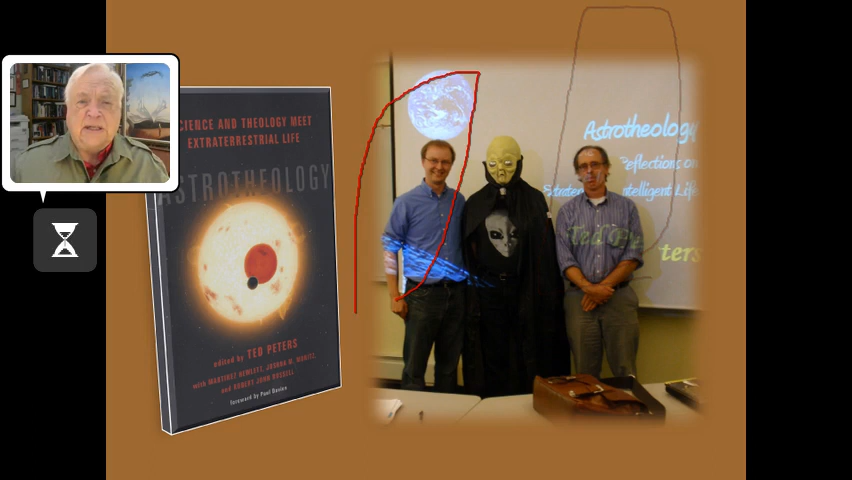 SCIENCE AND THEOLOGY MEET
EXTRATERRESTRIAL LIFE
ASTROTHEOLOGY
edited by TED PETERS
with MARTINEZ HEWLETT, JOSHUA M. MORITZ,
and ROBERT JOHN RUSSELL
foreword by Paul Davies
Astrotheology
Reflections on
Intelligent Life
Ted Peters